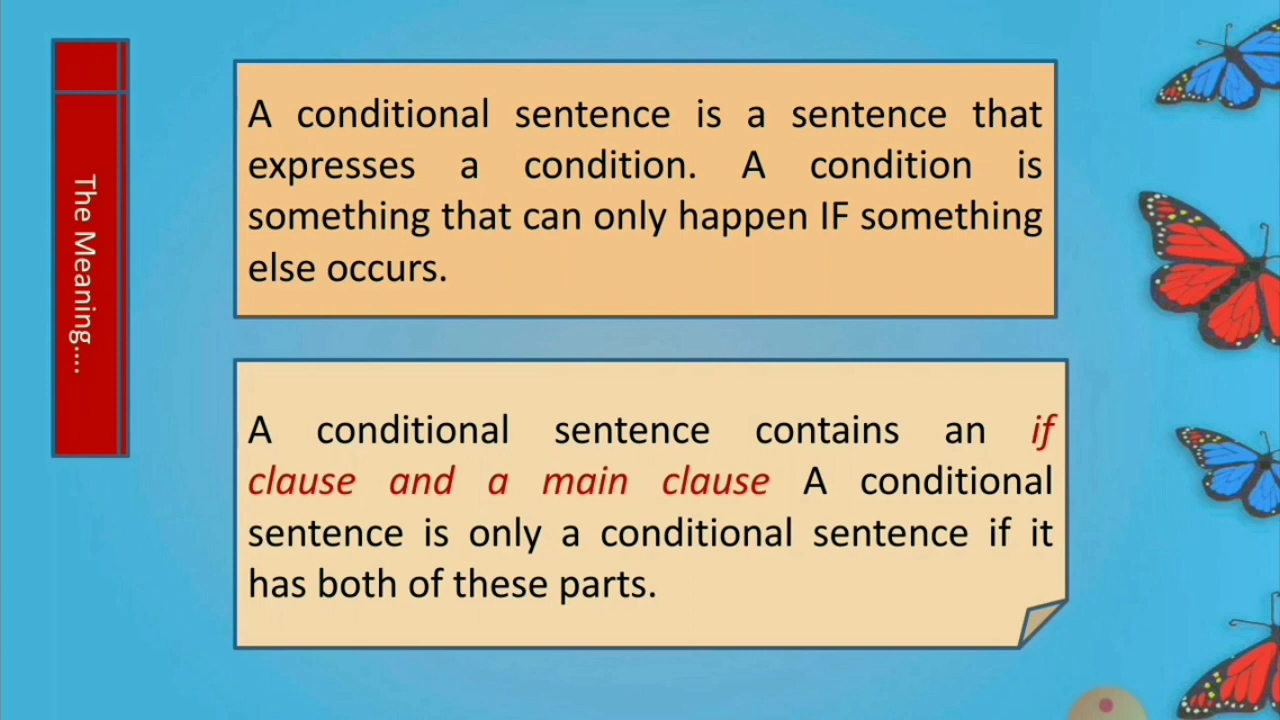 The Meaning....
A conditional sentence is a sentence that
expresses a condition. A condition is
something that can only happen IF something
else occurs.
A conditional sentence contains an if
clause and a main clause A conditional
sentence is only a conditional sentence if it
has both of these parts.